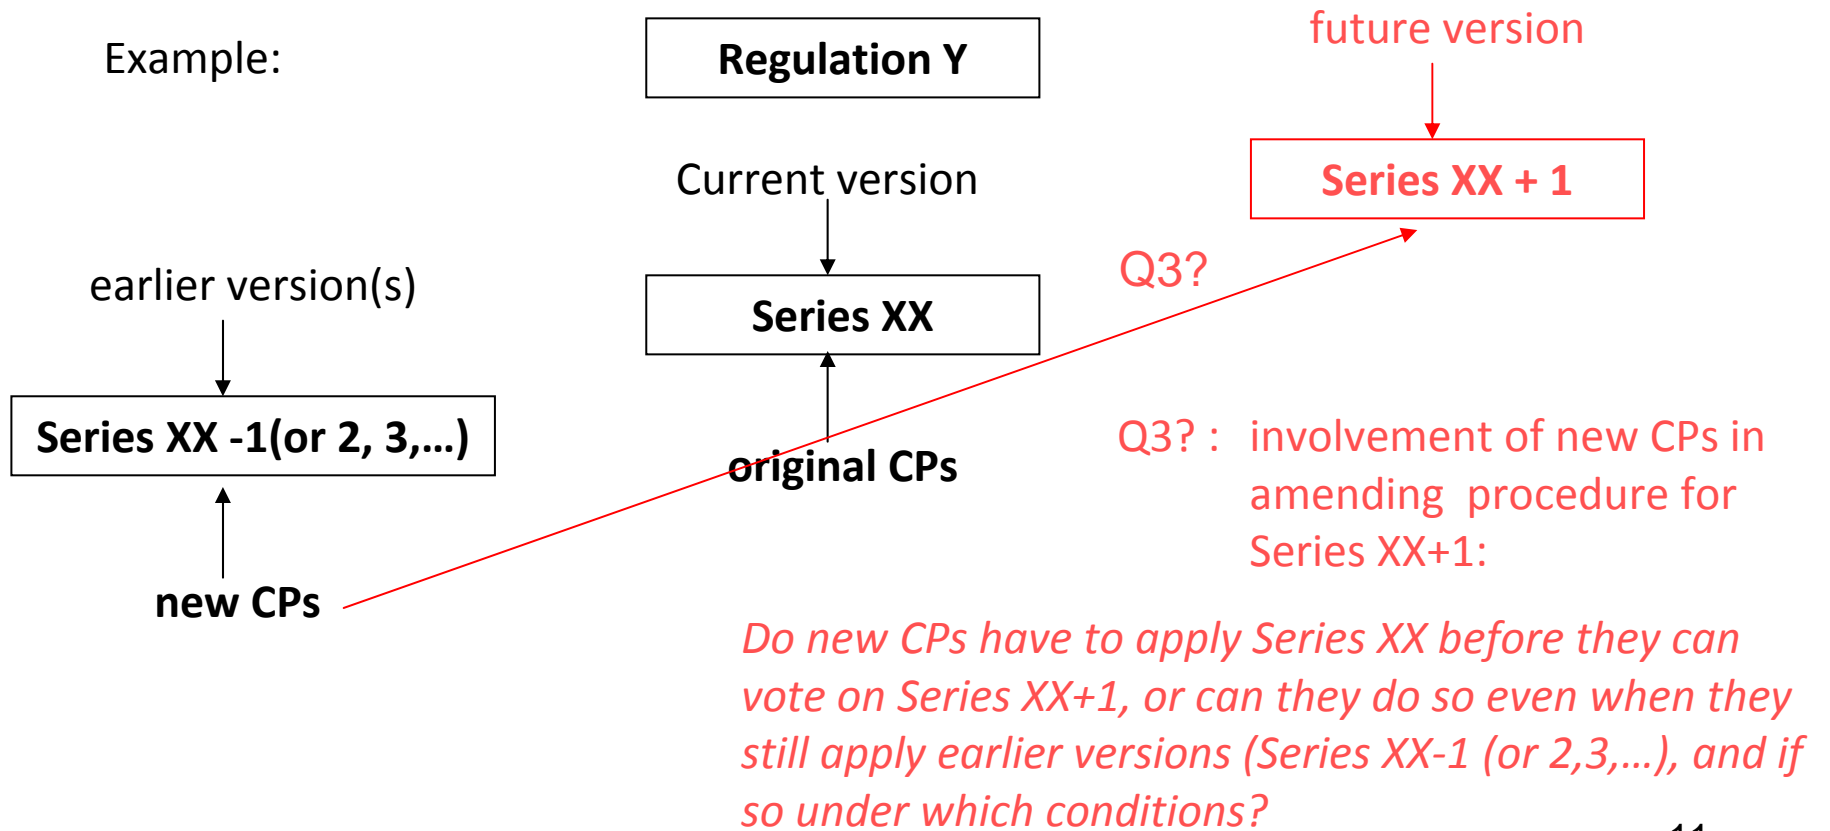 Example:
Regulation Y
future version
Series XX + 1
Current version
Series XX
earlier version(s)
Series XX -1(or 2, 3,...)
Q3?
original CPs
new CPs
Q3? : involvement of new CPs in
amending procedure for
Series XX+1:
Do new CPs have to apply Series XX before they can
vote on Series XX+1, or can they do so even when they
still apply earlier versions (Series XX-1 (or 2,3,...), and if
so under which conditions?